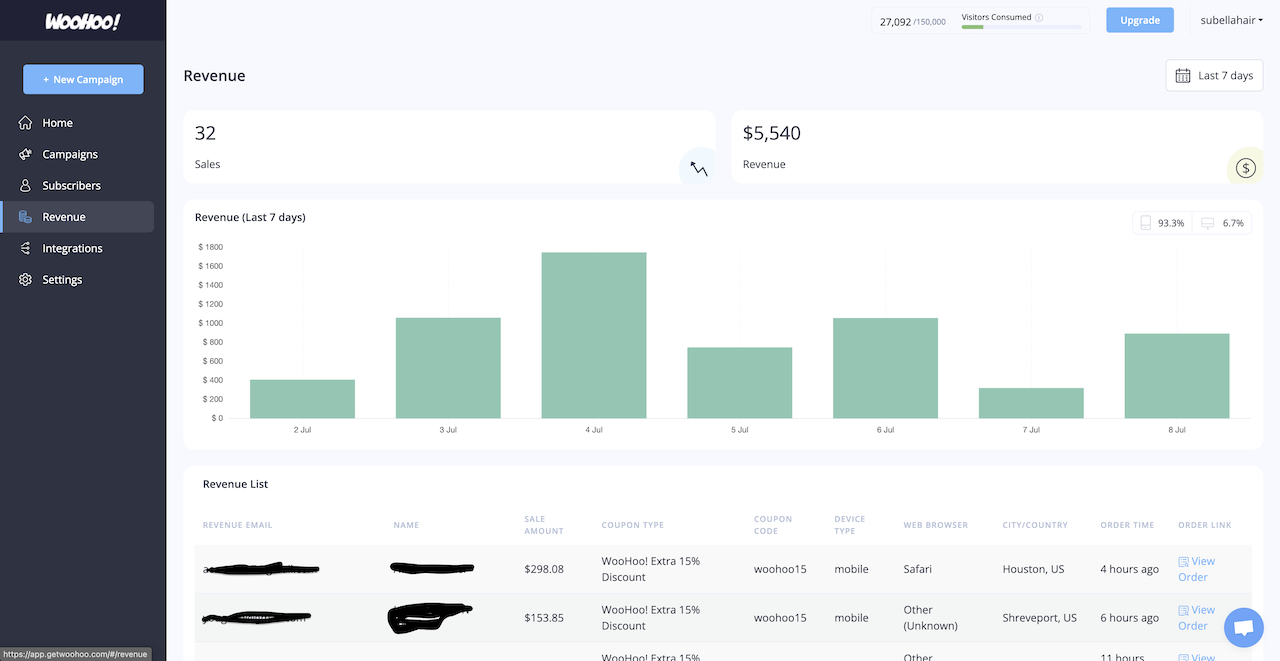 WooHoo!
27,092 /150,000 Visitors Consumed
Upgrade
subellahair
+ New Campaign
Home
Campaigns
Subscribers
Revenue
Integrations
Settings
Revenue
Last 7 days
32
Sales
$5,540
Revenue
$
Revenue (Last 7 days)
93.3%
6.7%
$ 1800
$ 1600
$ 1400
$ 1200
$ 1000
$ 800
$ 600
$ 400
$ 200
$ 0
2 Jul 3 Jul 4 Jul 5 Jul 6 Jul 7 Jul 8 Jul
Revenue List
REVENUE EMAIL NAME SALE AMOUNT COUPON TYPE COUPON CODE DEVICE TYPE WEB BROWSER CITY/COUNTRY ORDER TIME ORDER LINK
$298.08 WooHoo! Extra 15% Discount woohoo15 mobile Safari Houston, US 4 hours ago View Order
$153.85 WooHoo! Extra 15% Discount woohoo15 mobile Other (Unknown) Shreveport, US 6 hours ago View Order
WooHoo! Extra 15% Other 11 hours View
https://app.getwoohoo.com/#/revenue